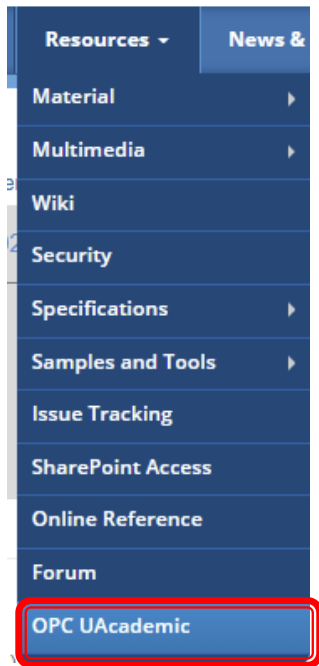 Resources
News &
Material
Multimedia
Wiki
Security
Specifications
Samples and Tools
Issue Tracking
SharePoint Access
Online Reference
Forum
OPC UAcademic